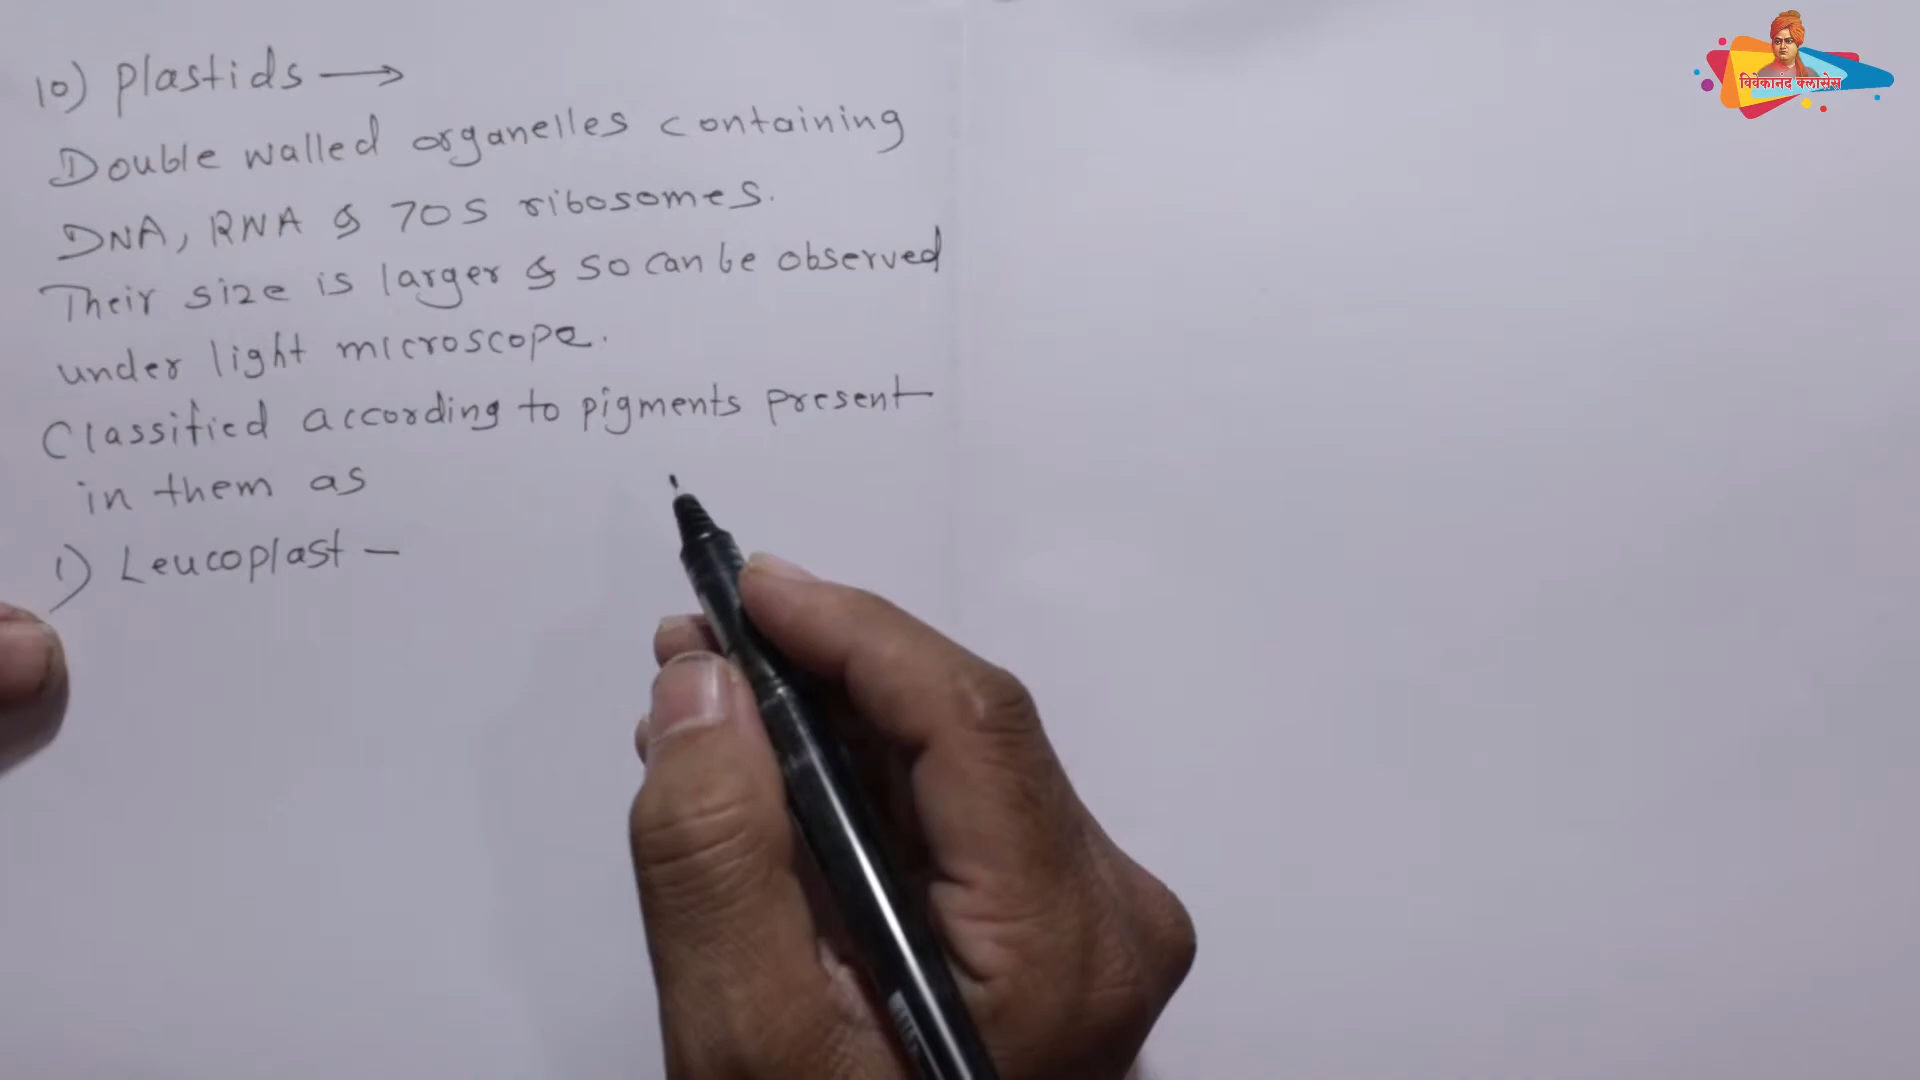 10) Plastids →
Double walled organelles containing
DNA, RNA & 70S ribosomes.
Their size is larger & so can be observed
under light microscope.
Classified according to pigments present
in them as
1) Leucoplast –
विवेकानंद क्लासेस